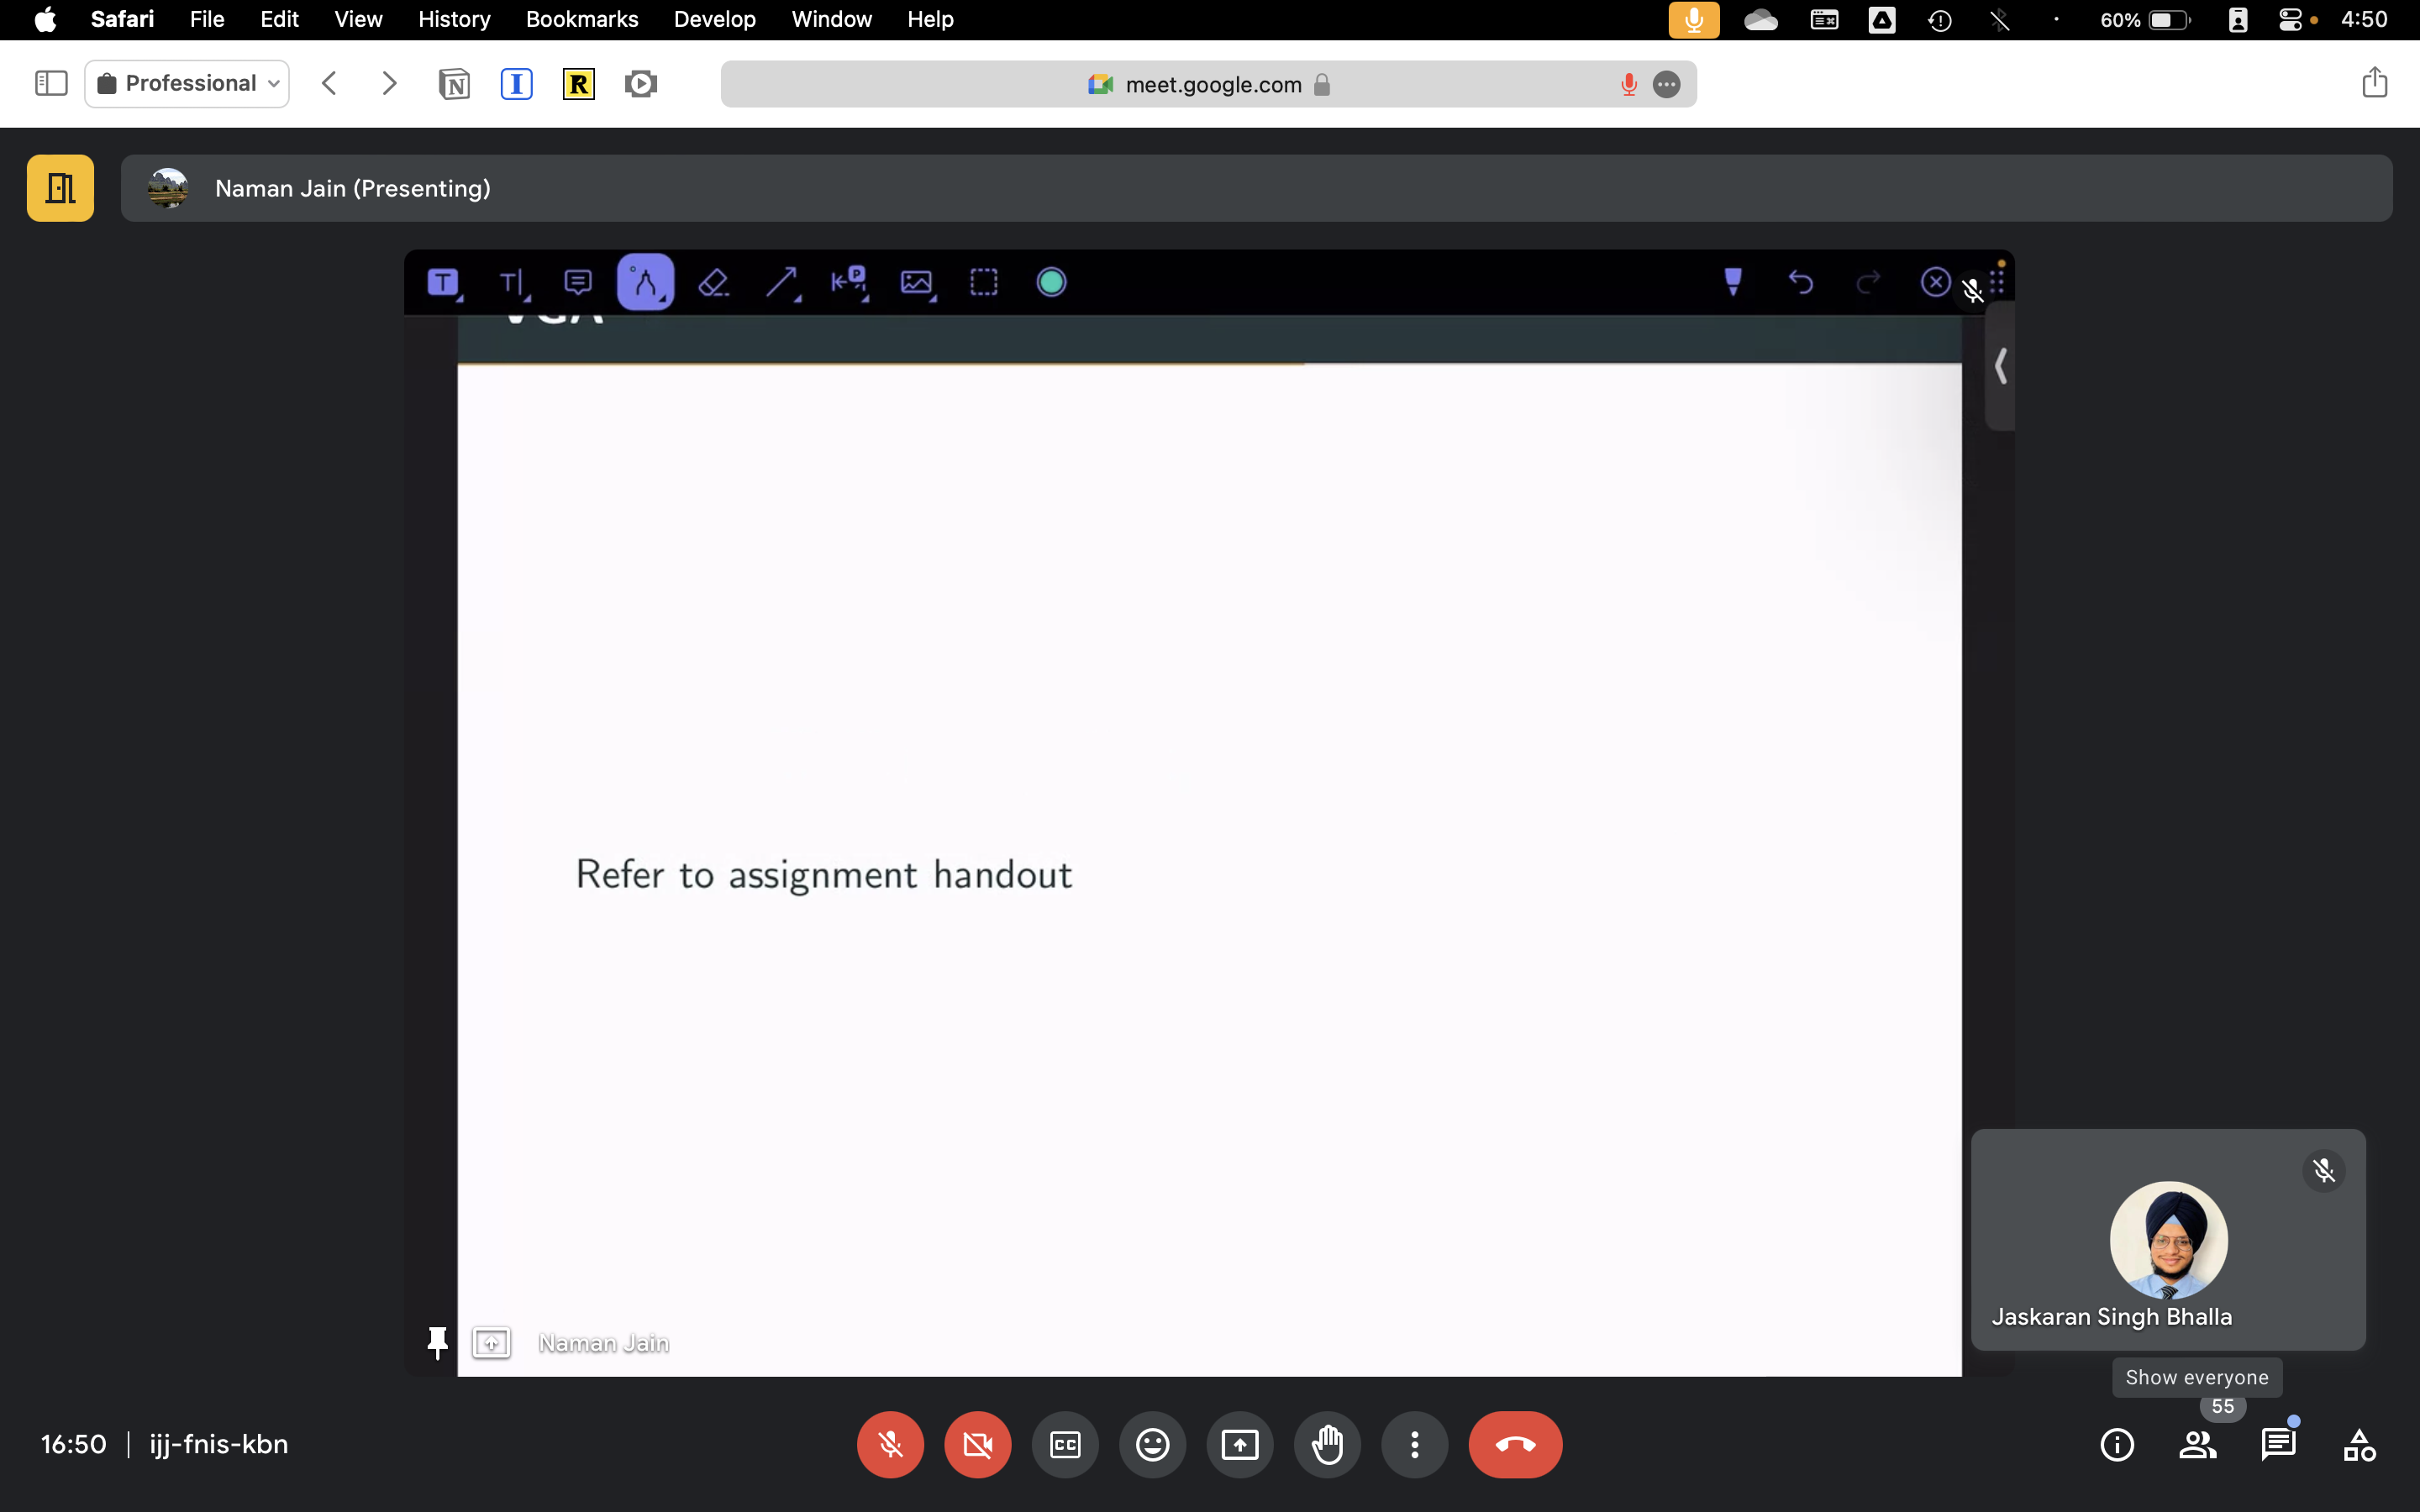 Safari File Edit View History Bookmarks Develop Window Help 60% 4:50
Professional meet.google.com
Naman Jain (Presenting)
VGA
Refer to assignment handout
Naman Jain
Jaskaran Singh Bhalla
Show everyone
55
16:50 | ijj-fnis-kbn